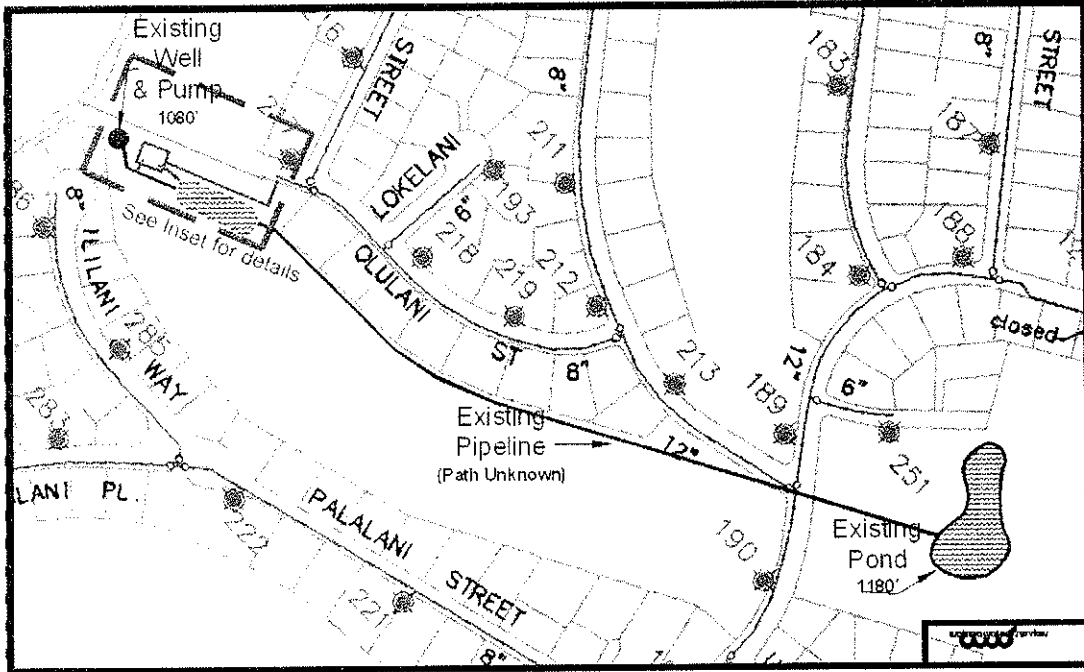 Existing
Well
& Pump
1080'
STREET
LOKELANI
8"
211
193
6"
218
219
212
183
8"
STREET
187
188
184
closed
See Inset for details
86
8"
ILILANI
WAY
285
OLULANI
ST
8"
213
12"
189
6"
251
Existing
Pipeline
(Path Unknown)
12"
190
Existing
Pond
1180'
LANI PL.
222
PALALANI
STREET
221
8"